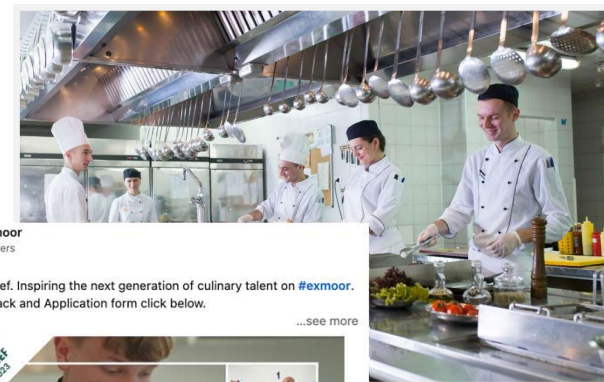 ers
ef. Inspiring the next generation of culinary talent on #exmoor.
ack and Application form click below.
...see more
1